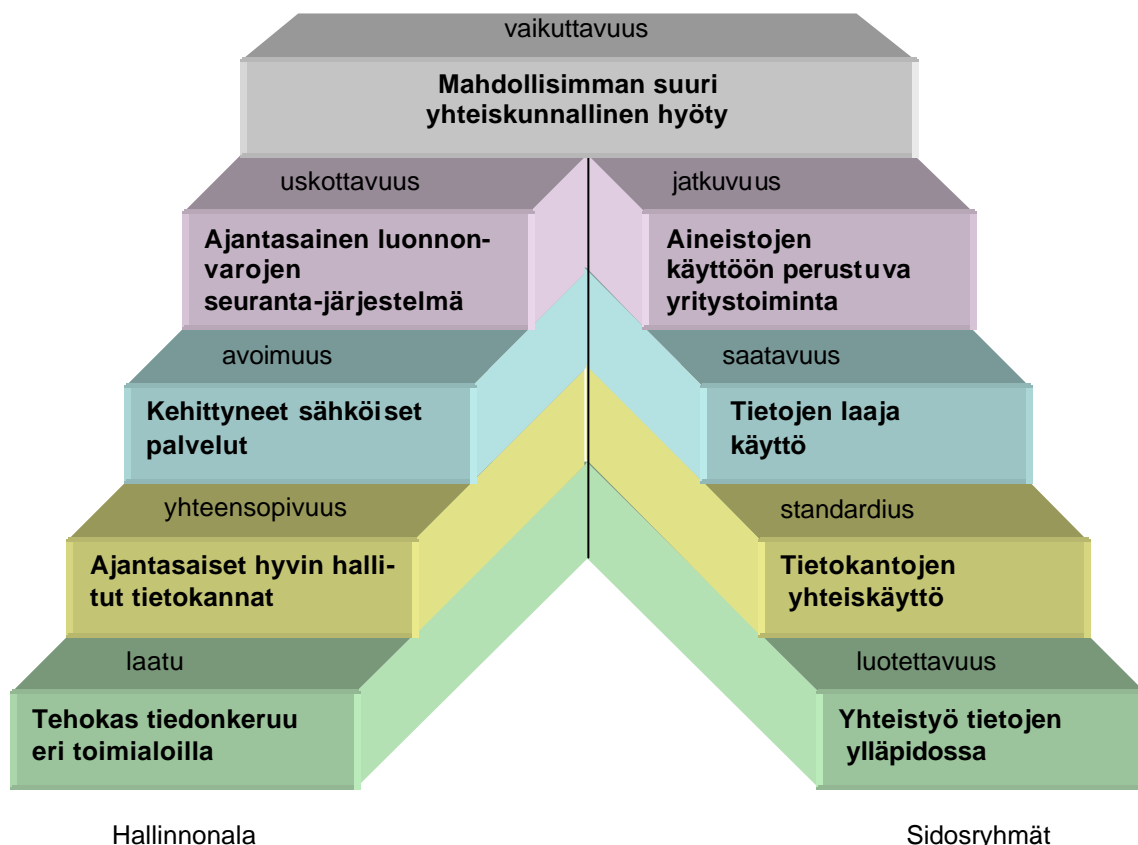 vaikuttavuus
Mahdollisimman suuri
yhteiskunnallinen hyöty
uskottavuus
Ajantasainen luonnon-
varojen
seuranta-järjestelmä
jatkuvuus
Aineistojen
käyttöön perustuva
yritystoiminta
avoimuus
Kehittyneet sähköiset
palvelut
saatavuus
Tietojen laaja
käyttö
yhteensopivuus
Ajantasaiset hyvin halli-
tut tietokannat
standardius
Tietokantojen
yhteiskäyttö
laatu
Tehokas tiedonkeruu
eri toimialoilla
luotettavuus
Yhteistyö tietojen
ylläpidossa
Hallinnonala
Sidosryhmät